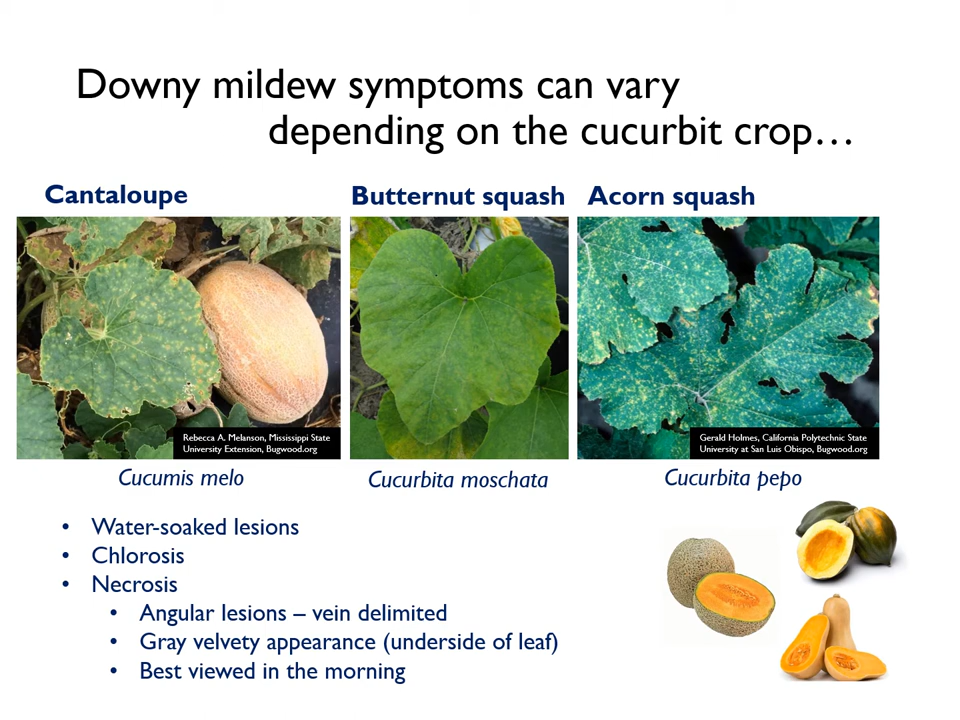 Downy mildew symptoms can vary
depending on the cucurbit crop…
Cantaloupe
Butternut squash
Acorn squash
Rebecca A. Melanson, Mississippi State
University Extension, Bugwood.org
Gerald Holmes, California Polytechnic State
University at San Luis Obispo, Bugwood.org
Cucumis melo
Cucurbita moschata
Cucurbita pepo
• Water-soaked lesions
• Chlorosis
• Necrosis
• Angular lesions – vein delimited
• Gray velvety appearance (underside of leaf)
• Best viewed in the morning